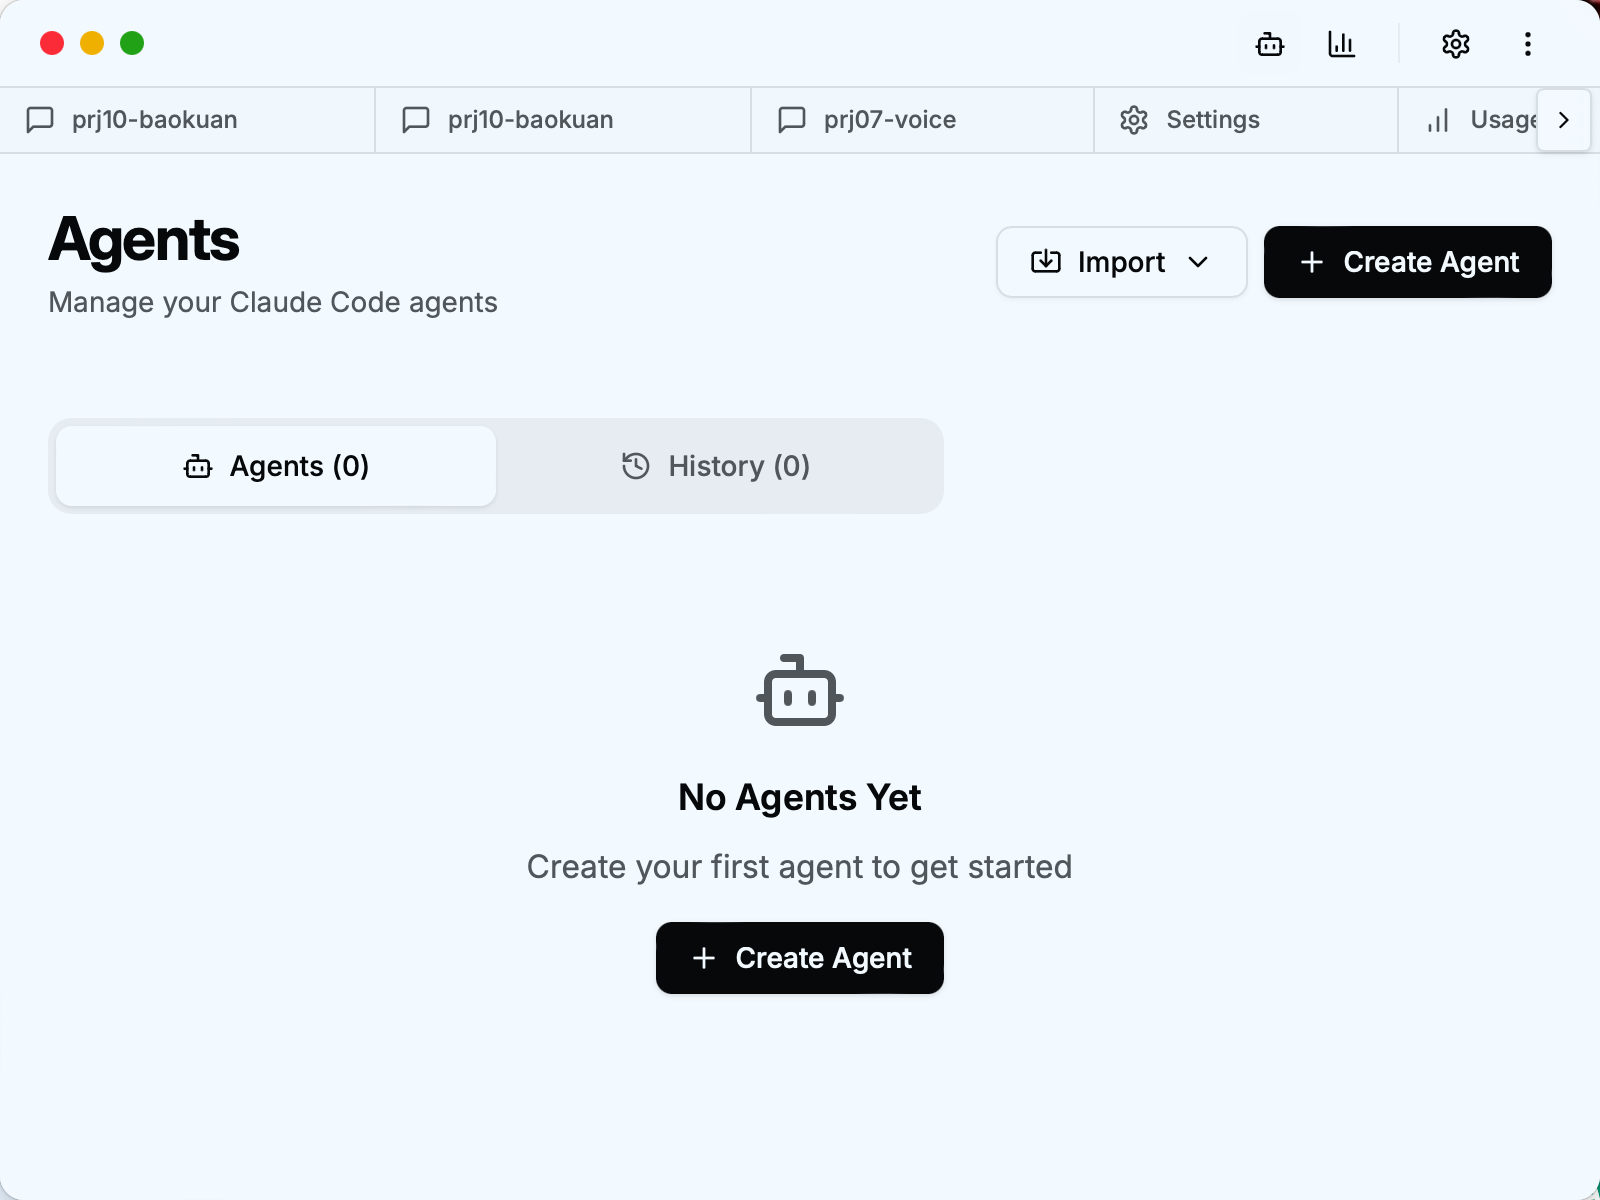 prj10-baokuan
prj10-baokuan
prj07-voice
Settings
Usage
Agents
Manage your Claude Code agents
Import
Create Agent
Agents (0)
History (0)
No Agents Yet
Create your first agent to get started
Create Agent